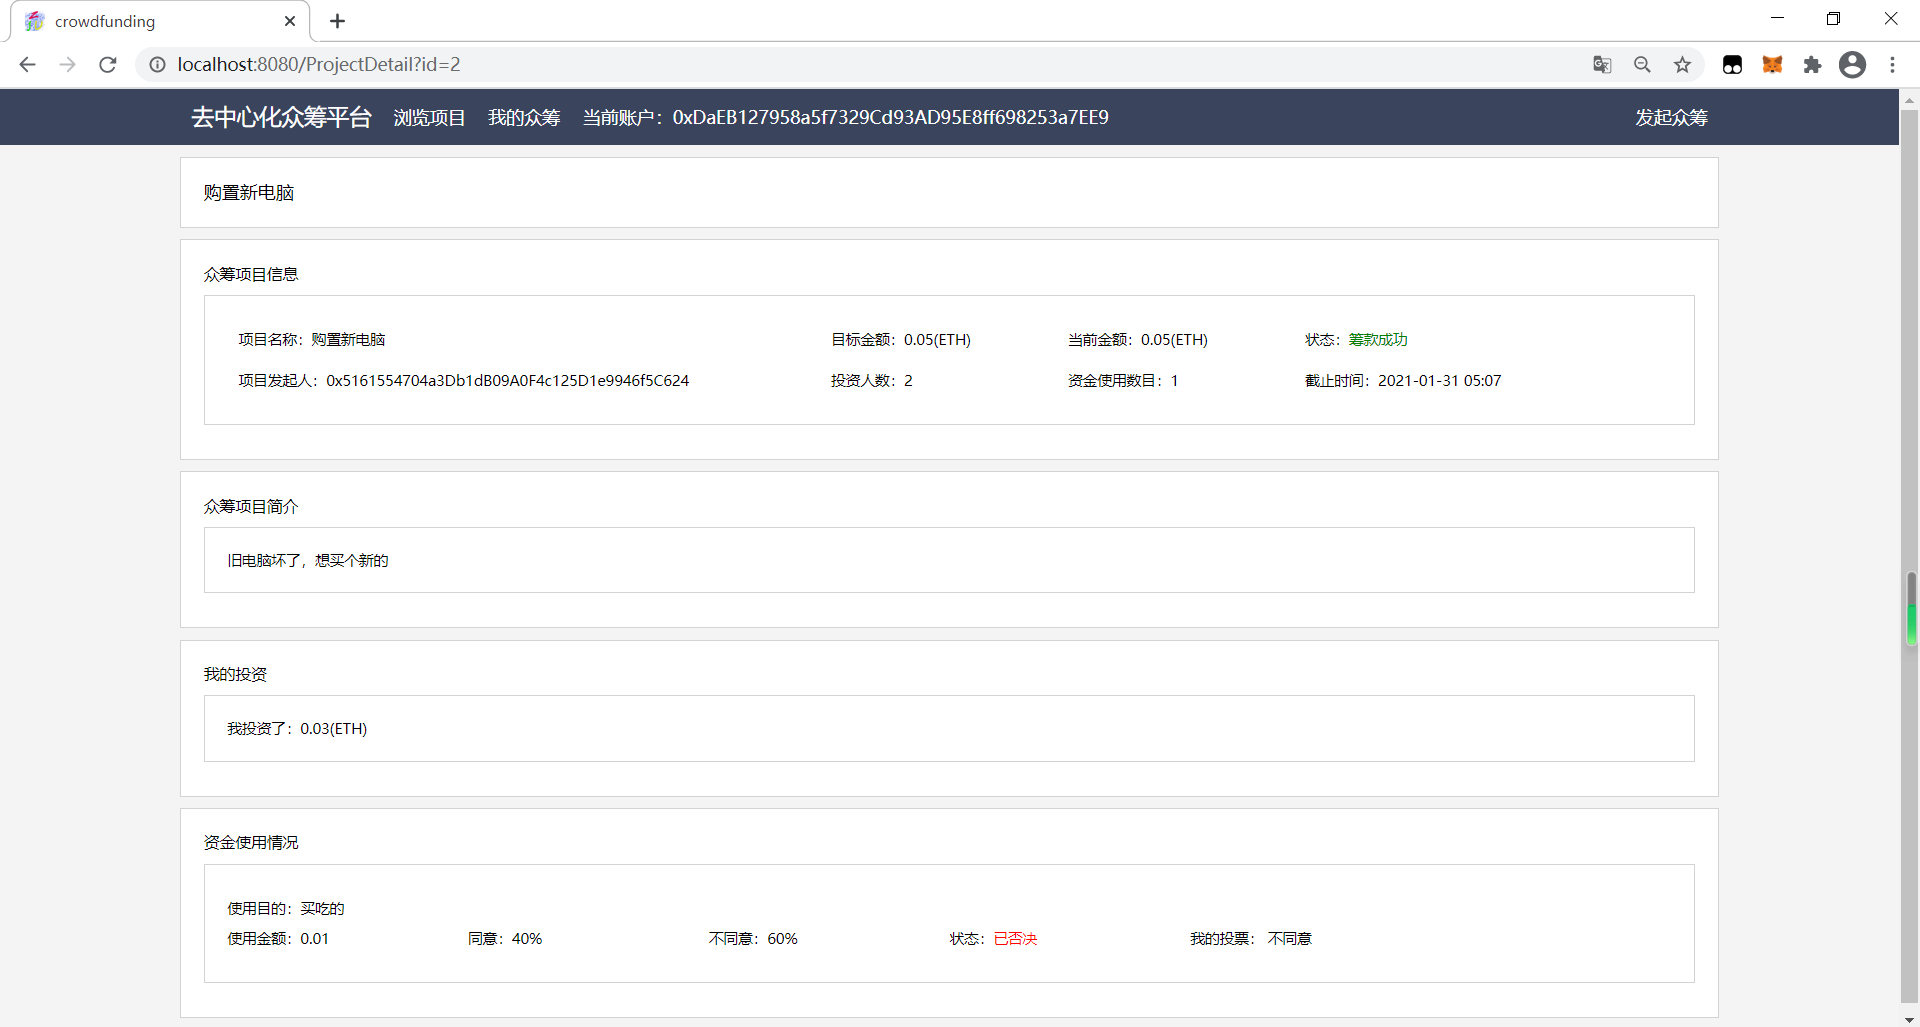 crowdfunding
localhost:8080/ProjectDetail?id=2
去中心化众筹平台 浏览项目 我的众筹 当前账户：0xDaEB127958a5f7329Cd93AD95E8ff698253a7EE9 发起众筹
购置新电脑
众筹项目信息
项目名称：购置新电脑 目标金额：0.05(ETH) 当前金额：0.05(ETH) 状态：筹款成功
项目发起人：0x5161554704a3Db1dB09A0F4c125D1e9946f5C624 投资人数：2 资金使用数目：1 截止时间：2021-01-31 05:07
众筹项目简介
旧电脑坏了，想买个新的
我的投资
我投资了：0.03(ETH)
资金使用情况
使用目的：买吃的
使用金额：0.01 同意：40% 不同意：60% 状态：已否决 我的投票： 不同意